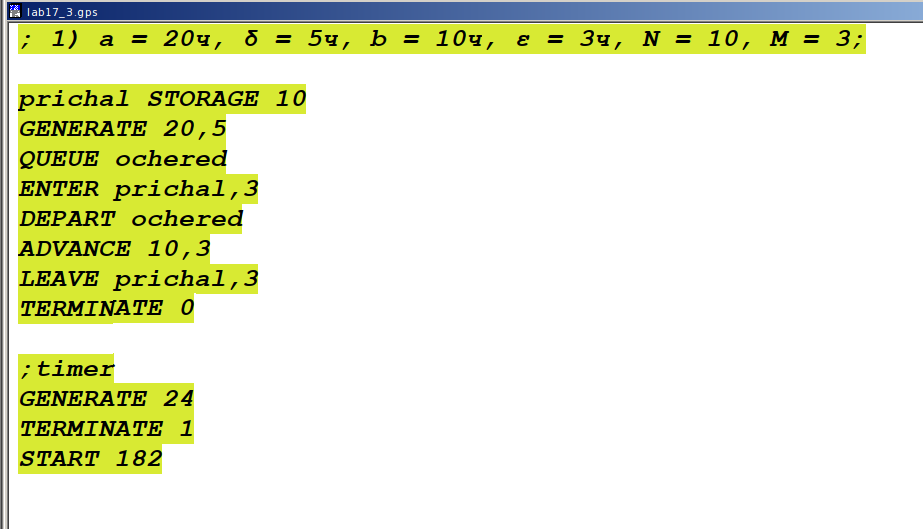 lab17_3.gps
; 1) a = 20ч, δ = 5ч, b = 10ч, ε = 3ч, N = 10, M = 3;
prichal STORAGE 10
GENERATE 20,5
QUEUE ochered
ENTER prichal,3
DEPART ochered
ADVANCE 10,3
LEAVE prichal,3
TERMINATE 0
;timer
GENERATE 24
TERMINATE 1
START 182